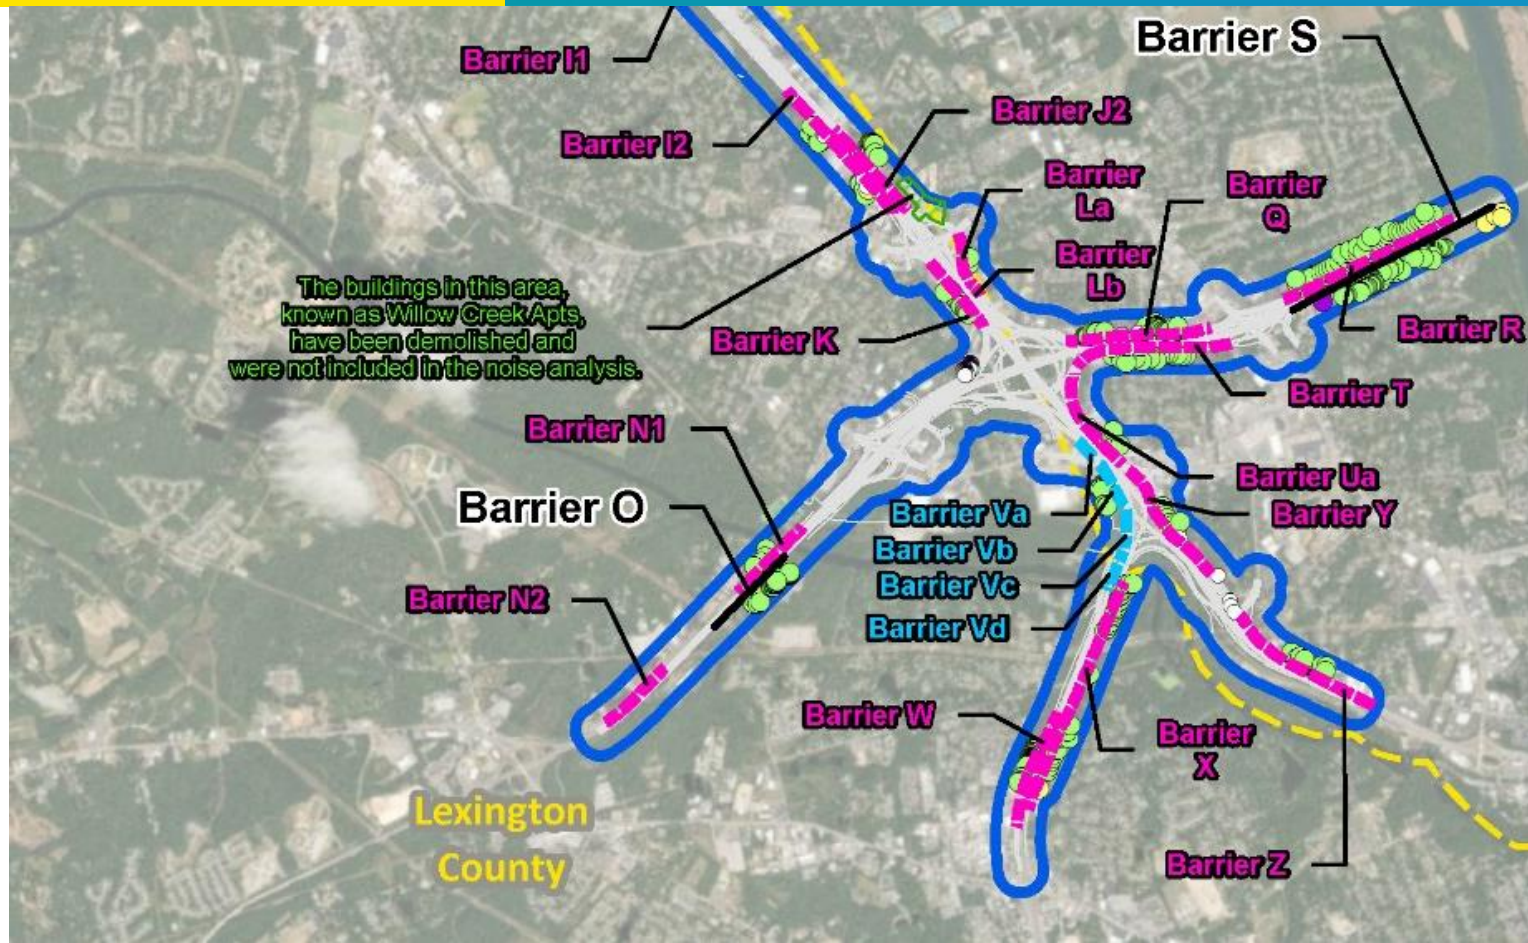 Barrier S
Barrier I1
Barrier J2
Barrier I2
Barrier
La
Barrier
Q
Barrier
Lb
The buildings in this area,
known as Willow Creek Apts,
have been demolished and
were not included in the noise analysis.
Barrier K
Barrier R
Barrier T
Barrier N1
Barrier Ua
Barrier O
Barrier Va
Barrier Y
Barrier Vb
Barrier Vc
Barrier N2
Barrier Vd
Barrier W
Barrier
X
Lexington
County
Barrier Z